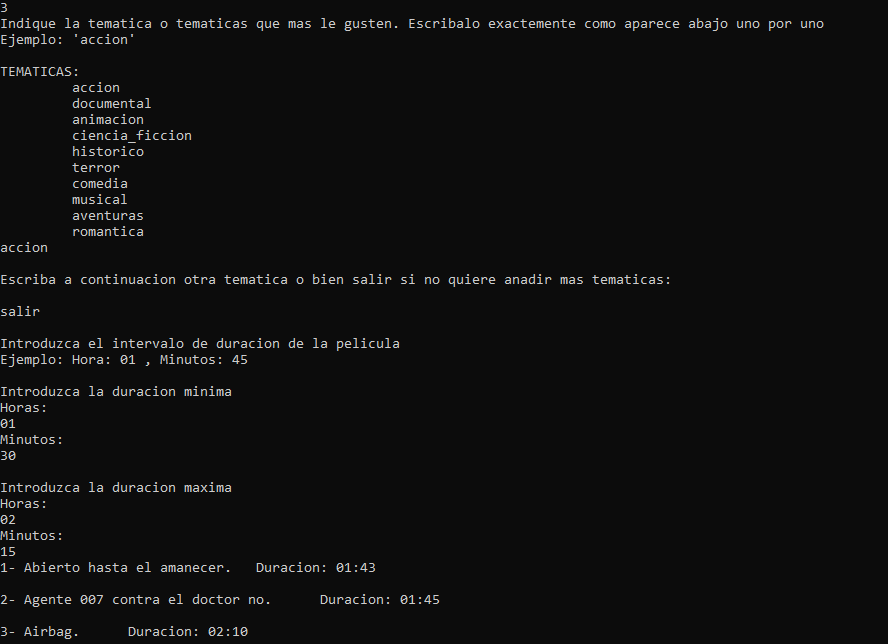 3
Indique la tematica o tematicas que mas le gusten. Escribalo exactamente como aparece abajo uno por uno
Ejemplo: 'accion'
TEMATICAS:
accion
documental
animacion
ciencia_ficcion
historico
terror
comedia
musical
aventuras
romantica
accion
Escriba a continuacion otra tematica o bien salir si no quiere anadir mas tematicas:
salir
Introduzca el intervalo de duracion de la pelicula
Ejemplo: Hora: 01 , Minutos: 45
Introduzca la duracion minima
Horas:
01
Minutos:
30
Introduzca la duracion maxima
Horas:
02
Minutos:
15
1- Abierto hasta el amanecer.   Duracion: 01:43
2- Agente 007 contra el doctor no.      Duracion: 01:45
3- Airbag.      Duracion: 02:10